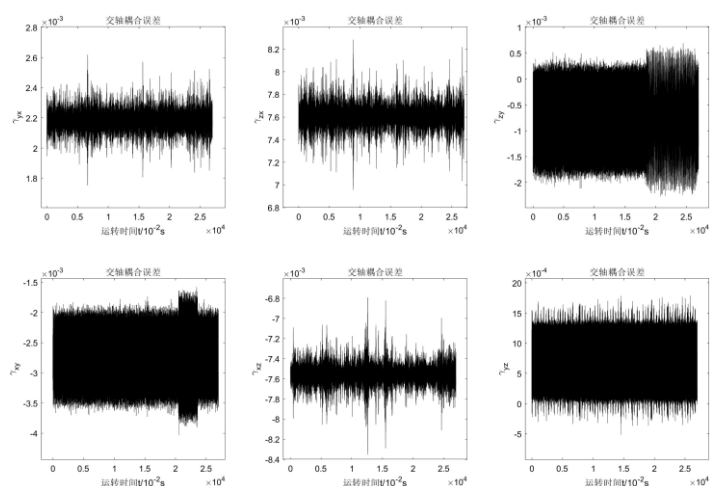 交轴耦合误差
×10⁻³
2.8
2.6
2.4
2.2
2
1.8
γyx
0 0.5 1 1.5 2 2.5
运转时间t/10⁻²s ×10⁴
交轴耦合误差
×10⁻³
8.2
8
7.8
7.6
7.4
7.2
7
6.8
γzx
0 0.5 1 1.5 2 2.5
运转时间t/10⁻²s ×10⁴
交轴耦合误差
×10⁻³
1
0.5
0
-0.5
-1
-1.5
-2
γzy
0 0.5 1 1.5 2 2.5
运转时间t/10⁻²s ×10⁴
交轴耦合误差
×10⁻³
-1.5
-2
-2.5
-3
-3.5
-4
γxy
0 0.5 1 1.5 2 2.5
运转时间t/10⁻²s ×10⁴
交轴耦合误差
×10⁻³
-6.8
-7
-7.2
-7.4
-7.6
-7.8
-8
-8.2
-8.4
γxz
0 0.5 1 1.5 2 2.5
运转时间t/10⁻²s ×10⁴
交轴耦合误差
×10⁻⁴
20
15
10
5
0
-5
γyz
0 0.5 1 1.5 2 2.5
运转时间t/10⁻²s ×10⁴